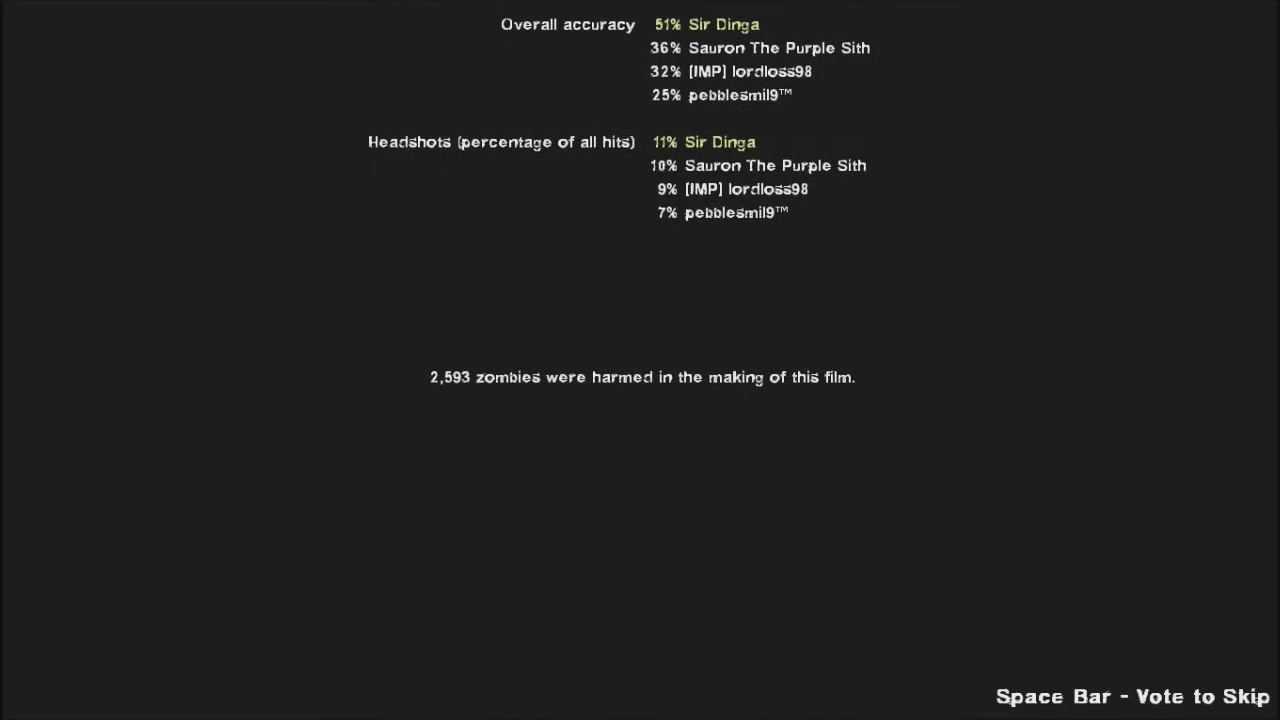 Overall accuracy 51% Sir Dinga
36% Sauron The Purple Sith
32% [IMP] lordloss98
25% pebblesmil9™
Headshots (percentage of all hits) 11% Sir Dinga
10% Sauron The Purple Sith
9% [IMP] lordloss98
7% pebblesmil9™
2,593 zombies were harmed in the making of this film.
Space Bar - Vote to Skip